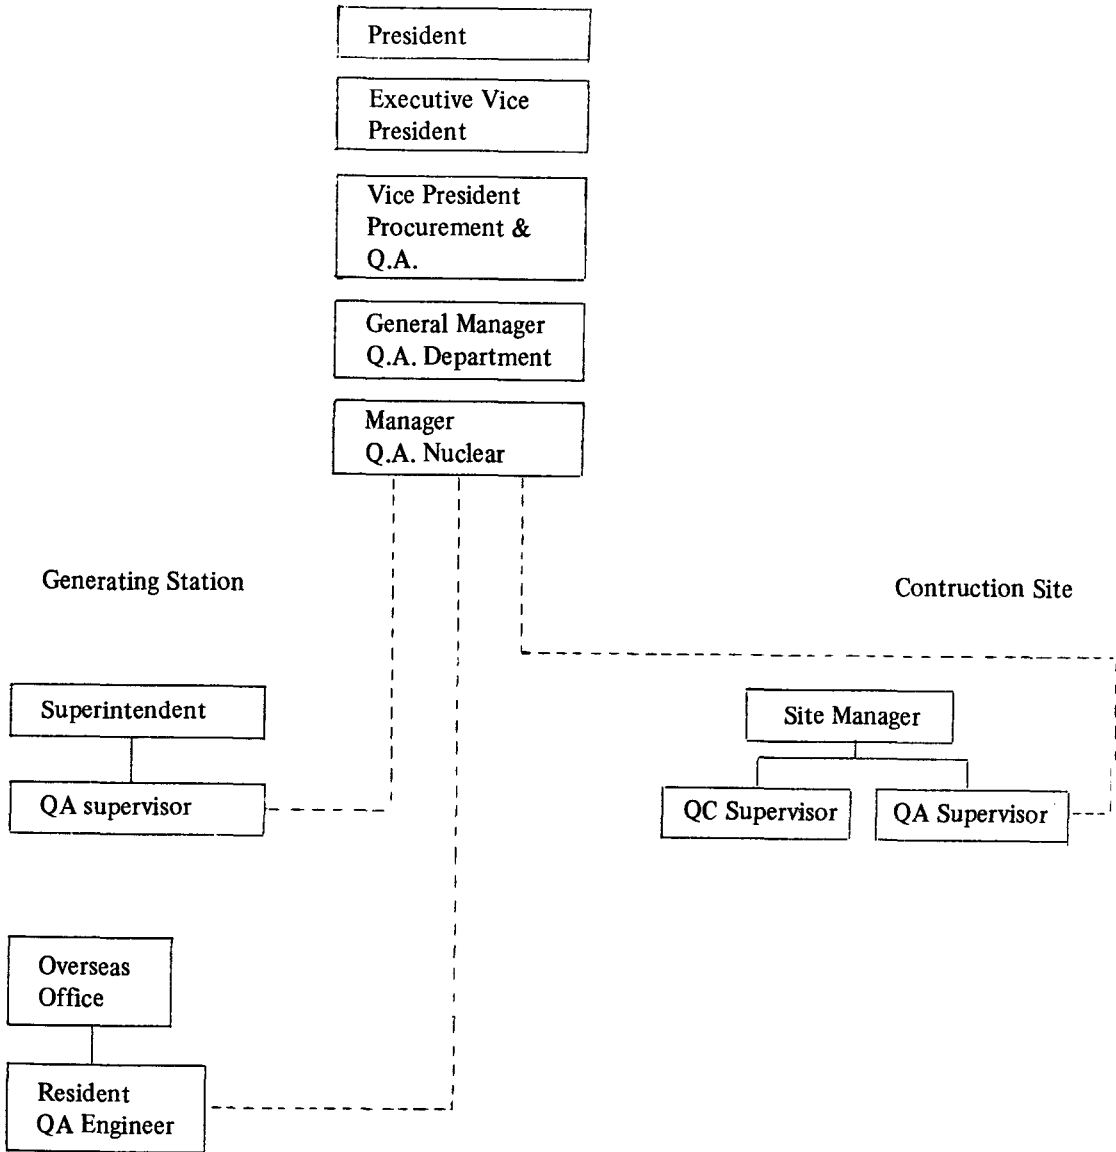 President
Executive Vice
President
Vice President
Procurement &
Q.A.
General Manager
Q.A. Department
Manager
Q.A. Nuclear
Generating Station
Contruction Site
Superintendent
Site Manager
QA supervisor
QC Supervisor
QA Supervisor
Overseas
Office
Resident
QA Engineer